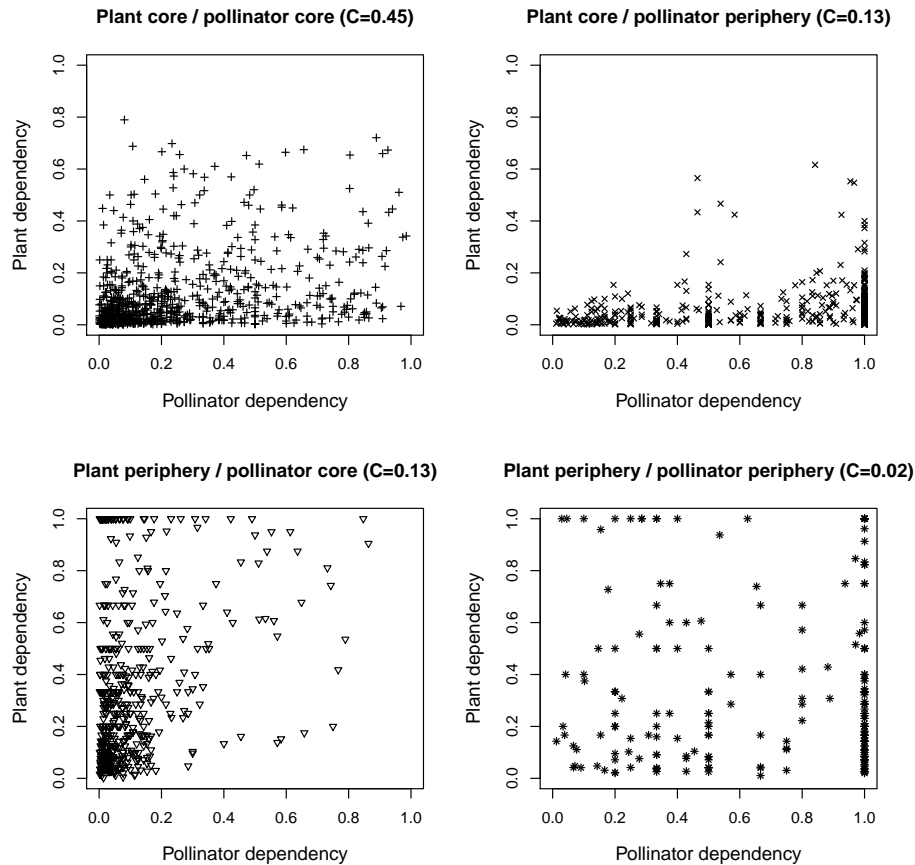 Plant core / pollinator core (C=0.45)
Plant dependency
1.0
0.8
0.6
0.4
0.2
0.0
0.0 0.2 0.4 0.6 0.8 1.0
Pollinator dependency
Plant core / pollinator periphery (C=0.13)
Plant dependency
1.0
0.8
0.6
0.4
0.2
0.0
0.0 0.2 0.4 0.6 0.8 1.0
Pollinator dependency
Plant periphery / pollinator core (C=0.13)
Plant dependency
1.0
0.8
0.6
0.4
0.2
0.0
0.0 0.2 0.4 0.6 0.8 1.0
Pollinator dependency
Plant periphery / pollinator periphery (C=0.02)
Plant dependency
1.0
0.8
0.6
0.4
0.2
0.0
0.0 0.2 0.4 0.6 0.8 1.0
Pollinator dependency